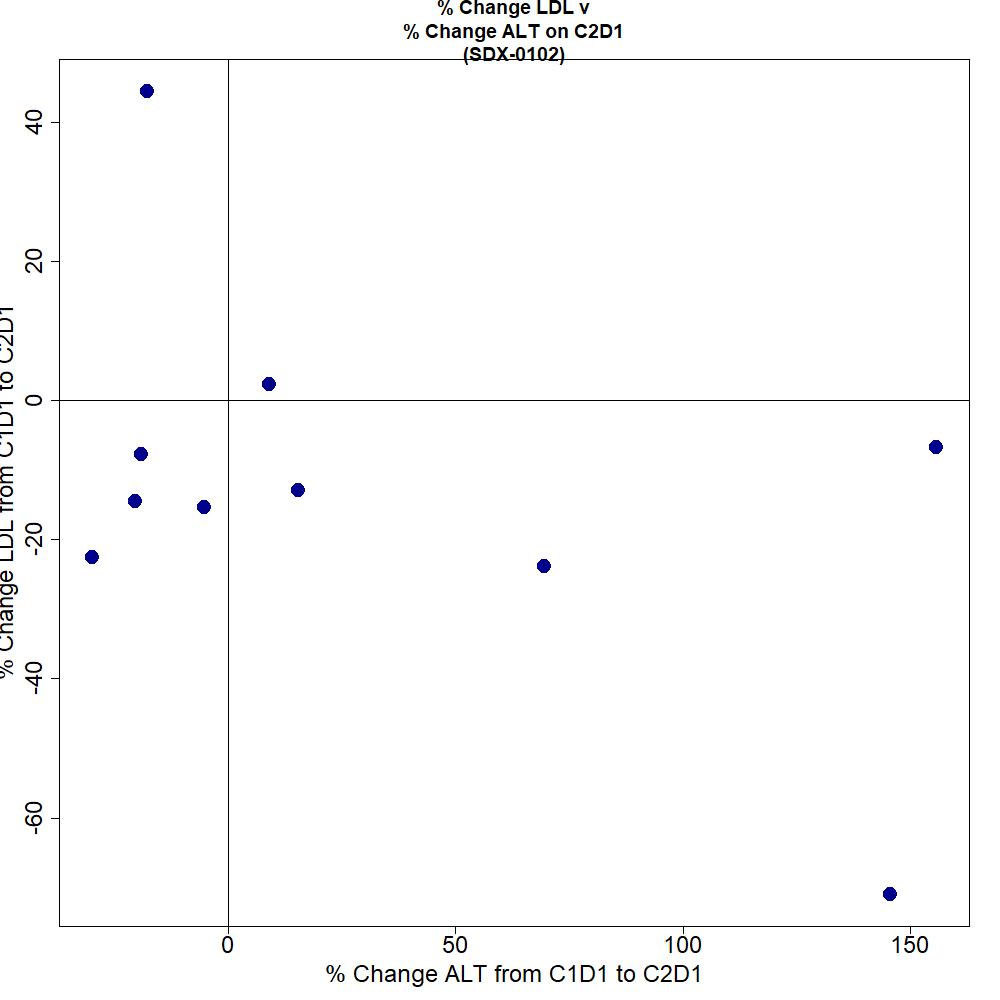 % Change LDL v
% Change ALT on C2D1
(SDX-0102)
% Change LDL from C1D1 to C2D1
40
20
0
-20
-40
-60
0
50
100
150
% Change ALT from C1D1 to C2D1